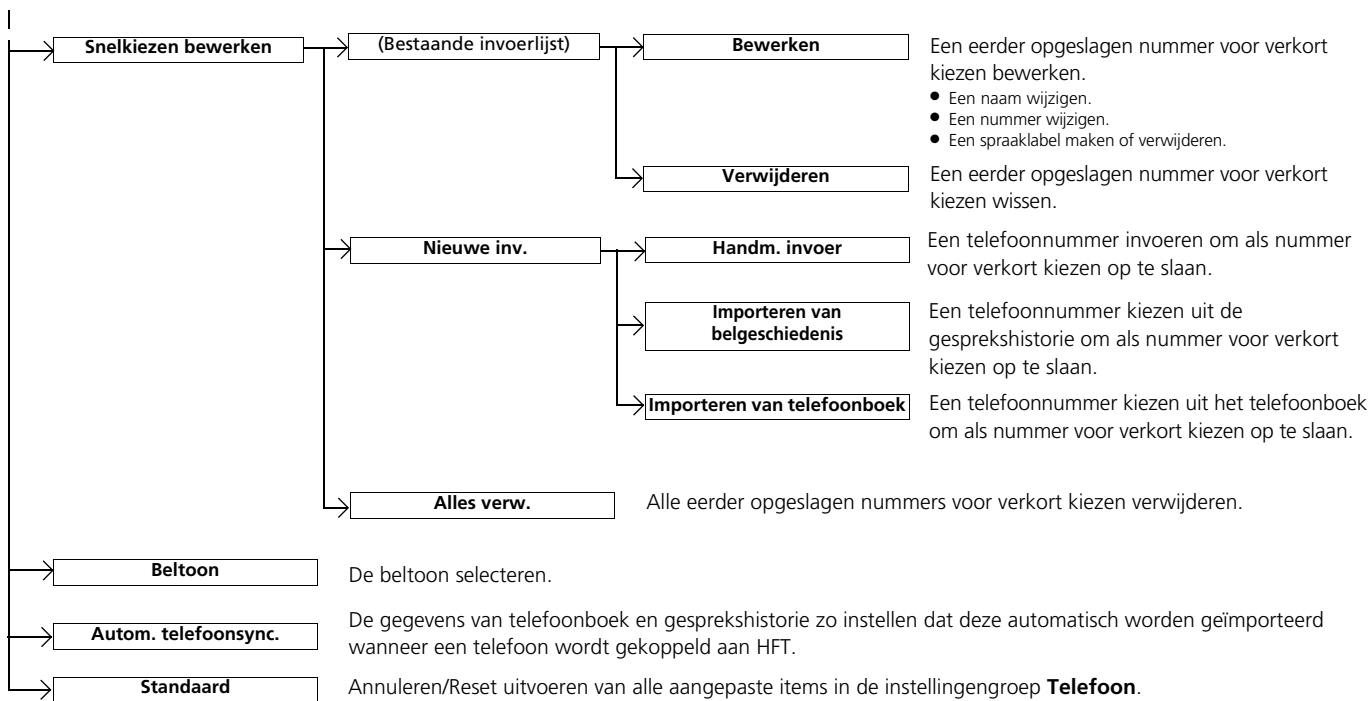 Snelkiezen bewerken
(Bestaande invoerlijst)
Bewerken
Een eerder opgeslagen nummer voor verkort
kiezen bewerken.
● Een naam wijzigen.
● Een nummer wijzigen.
● Een spraaklabel maken of verwijderen.
Verwijderen
Een eerder opgeslagen nummer voor verkort
kiezen wissen.
Nieuwe inv.
Handm. invoer
Een telefoonnummer invoeren om als nummer
voor verkort kiezen op te slaan.
Importeren van
belgeschiedenis
Een telefoonnummer kiezen uit de
gesprekshistorie om als nummer voor verkort
kiezen op te slaan.
Importeren van telefoonboek
Een telefoonnummer kiezen uit het telefoonboek
om als nummer voor verkort kiezen op te slaan.
Alles verw.
Alle eerder opgeslagen nummers voor verkort kiezen verwijderen.
Beltoon
De beltoon selecteren.
Autom. telefoonsync.
De gegevens van telefoonboek en gesprekshistorie zo instellen dat deze automatisch worden geïmporteerd
wanneer een telefoon wordt gekoppeld aan HFT.
Standaard
Annuleren/Reset uitvoeren van alle aangepaste items in de instellingengroep Telefoon.